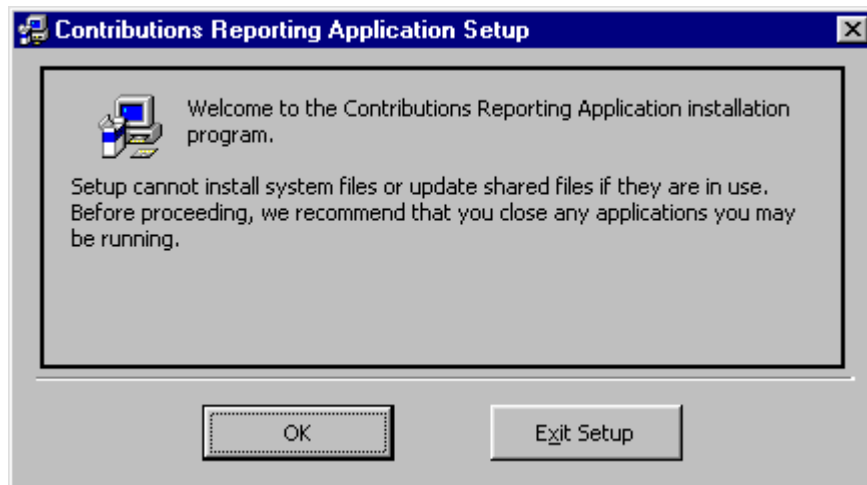 Contributions Reporting Application Setup
Welcome to the Contributions Reporting Application installation
program.
Setup cannot install system files or update shared files if they are in use.
Before proceeding, we recommend that you close any applications you may
be running.
OK
Exit Setup